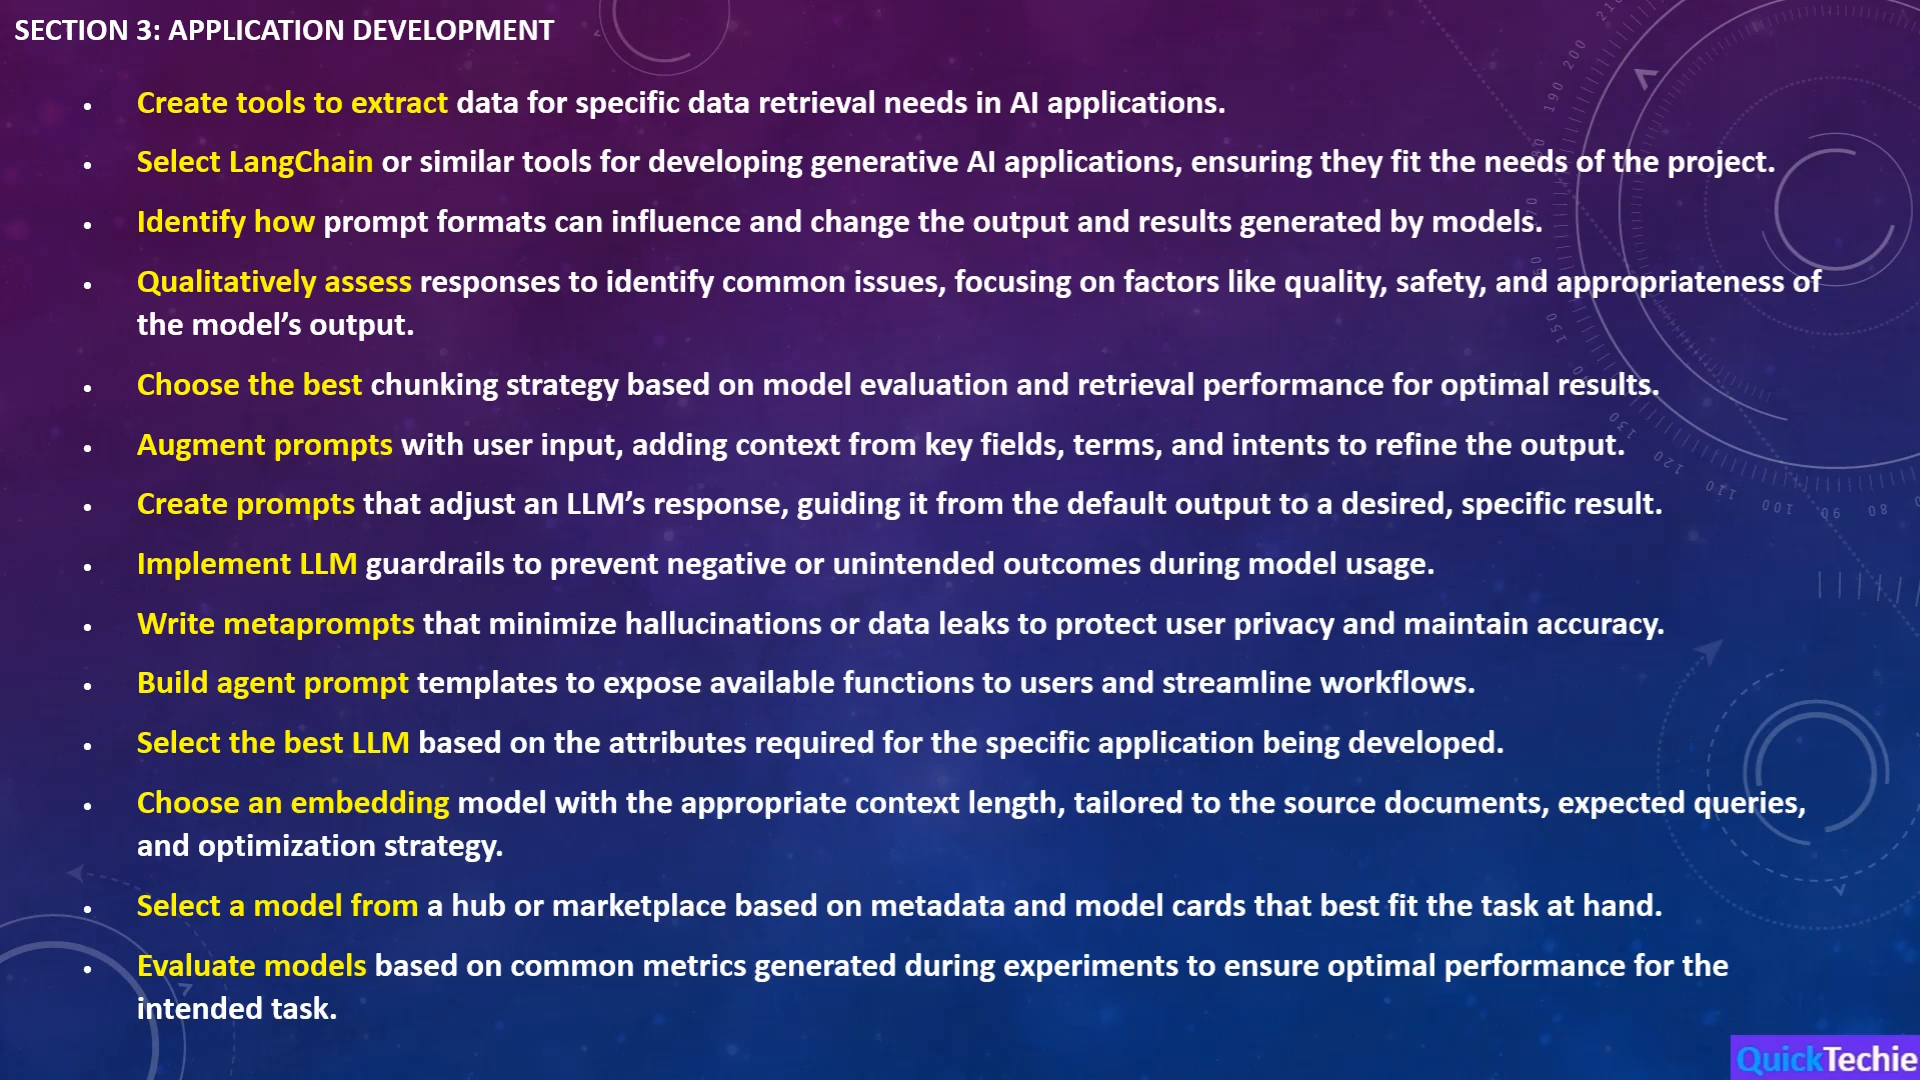 SECTION 3: APPLICATION DEVELOPMENT
• Create tools to extract data for specific data retrieval needs in AI applications.
• Select LangChain or similar tools for developing generative AI applications, ensuring they fit the needs of the project.
• Identify how prompt formats can influence and change the output and results generated by models.
• Qualitatively assess responses to identify common issues, focusing on factors like quality, safety, and appropriateness of
the model’s output.
• Choose the best chunking strategy based on model evaluation and retrieval performance for optimal results.
• Augment prompts with user input, adding context from key fields, terms, and intents to refine the output.
• Create prompts that adjust an LLM’s response, guiding it from the default output to a desired, specific result.
• Implement LLM guardrails to prevent negative or unintended outcomes during model usage.
• Write metaprompts that minimize hallucinations or data leaks to protect user privacy and maintain accuracy.
• Build agent prompt templates to expose available functions to users and streamline workflows.
• Select the best LLM based on the attributes required for the specific application being developed.
• Choose an embedding model with the appropriate context length, tailored to the source documents, expected queries,
and optimization strategy.
• Select a model from a hub or marketplace based on metadata and model cards that best fit the task at hand.
• Evaluate models based on common metrics generated during experiments to ensure optimal performance for the
intended task.
200
190
150
130
120
110
100
90
80
QuickTechie